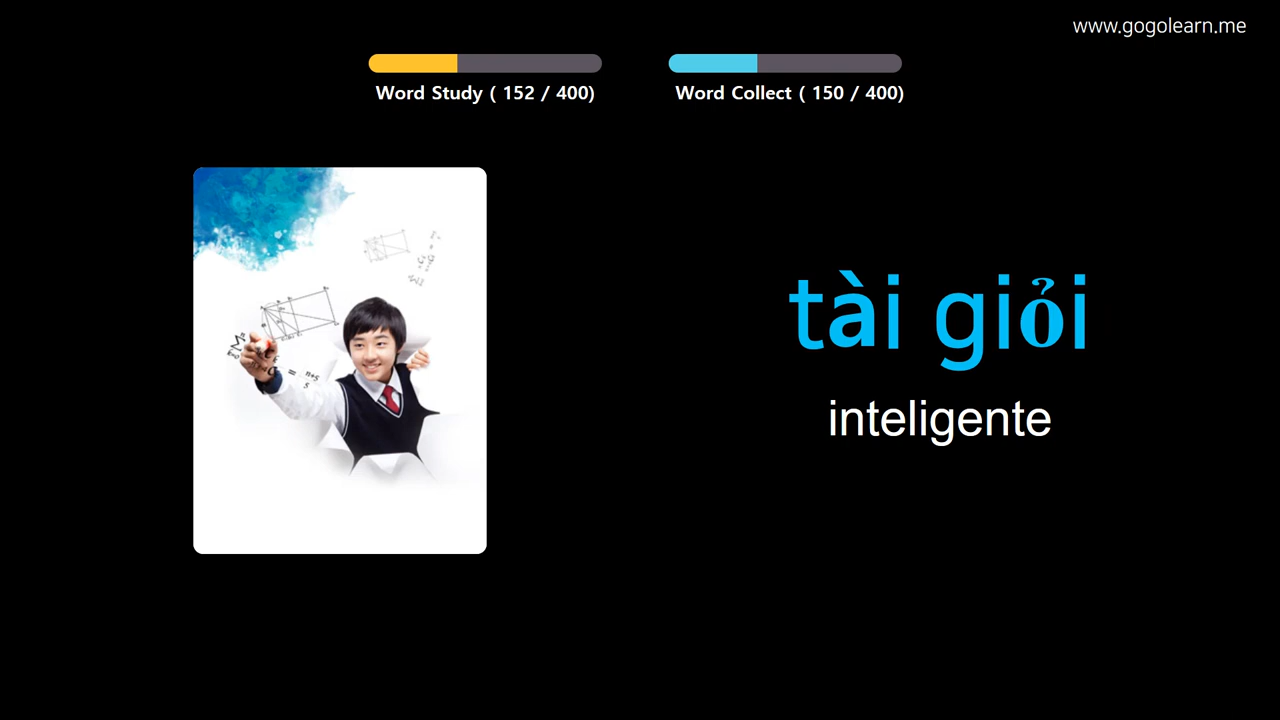 www.gogolearn.me
Word Study ( 152 / 400)
Word Collect ( 150 / 400)
tài giỏi
inteligente